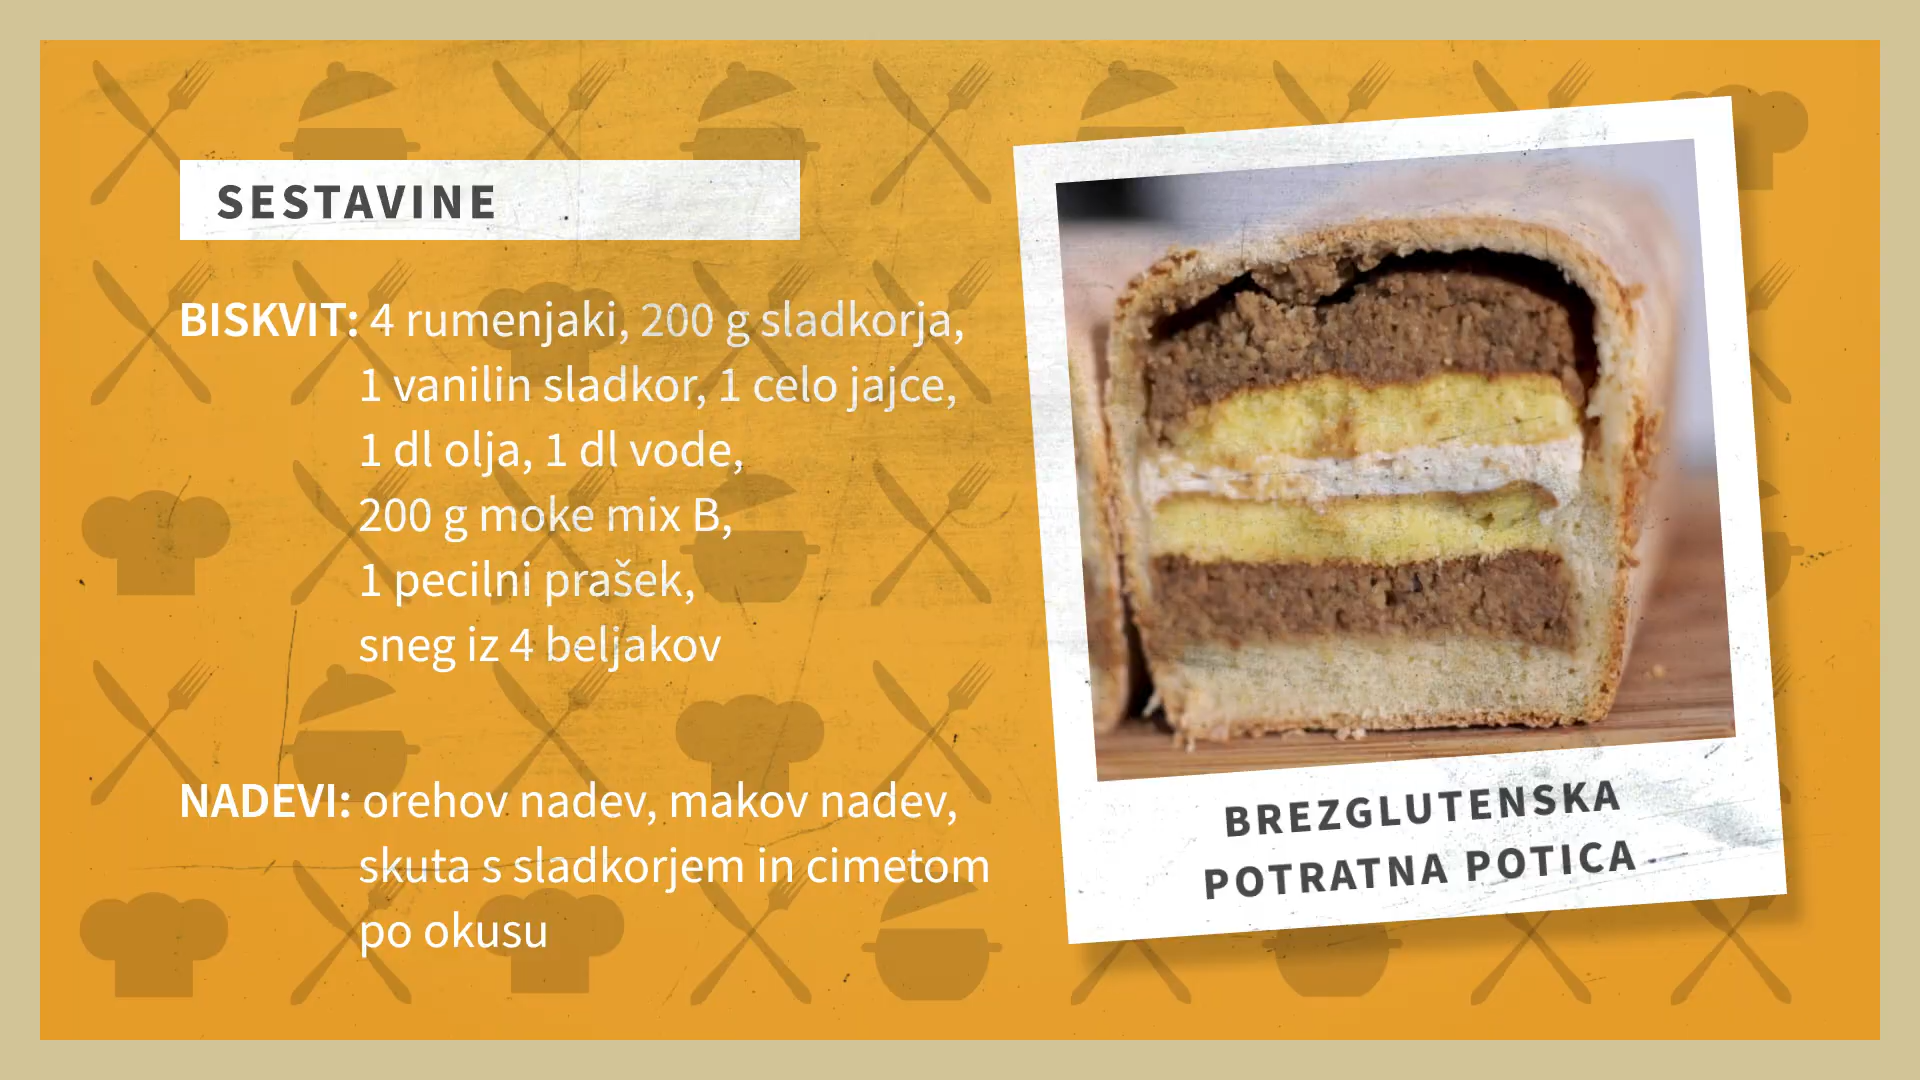 SESTAVINE
BISKVIT: 4 rumenjaki, 200 g sladkorja,
1 vanilin sladkor, 1 celo jajce,
1 dl olja, 1 dl vode,
200 g moke mix B,
1 pecilni prašek,
sneg iz 4 beljakov
NADEVI: orehov nadev, makov nadev,
skuta s sladkorjem in cimetom
po okusu
BREZGLUTENSKA
POTRATNA POTICA